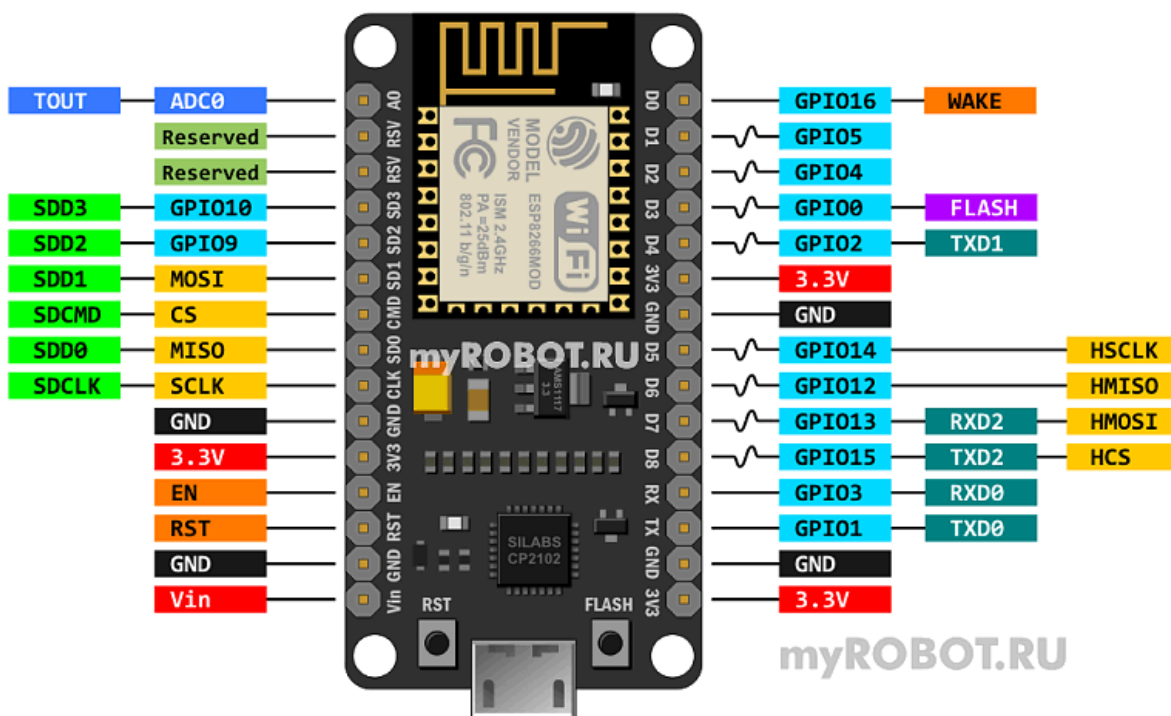 TOUT ADC0 A0 D0 GPIO16 WAKE
Reserved RSV D1 GPIO5
Reserved RSV D2 GPIO4
SDD3 GPIO10 SD3 D3 GPIO0 FLASH
SDD2 GPIO9 SD2 D4 GPIO2 TXD1
SDD1 MOSI SD1 3V3 3.3V
SDCMD CS CMD GND GND
SDD0 MISO SD0 D5 GPIO14 HSCLK
SDCLK SCLK CLK D6 GPIO12 HMISO
GND GND D7 GPIO13 RXD2 HMOSI
3.3V 3V3 D8 GPIO15 TXD2 HCS
EN EN RX GPIO3 RXD0
RST RST TX GPIO1 TXD0
GND GND GND GND
Vin Vin 3V3 3.3V
MODEL
VENDOR
ESP8266MOD
FC
WiFi
ISM 2.4GHz
PA =25dBm
802.11 b/g/n
myROBOT.RU
AMS1117
3.3
SILABS
CP2102
RST
FLASH
myROBOT.RU